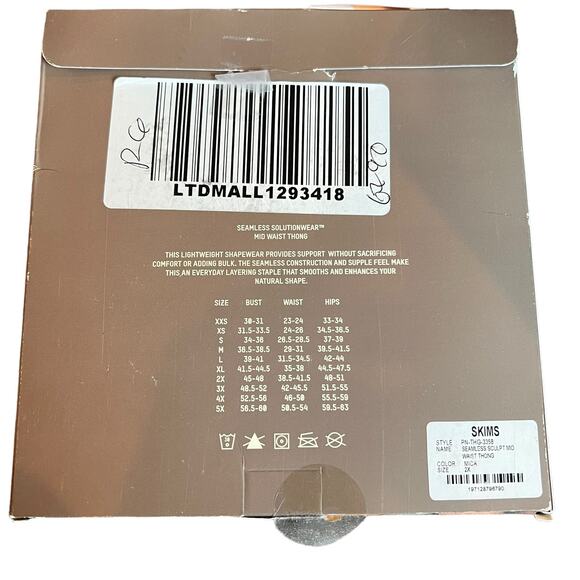 R6
LTDMALL1293418
SEAMLESS SOLUTIONWEAR™
MID WAIST THONG
THIS LIGHTWEIGHT SHAPEWEAR PROVIDES SUPPORT WITHOUT SACRIFICING
COMFORT OR ADDING BULK. THE SEAMLESS CONSTRUCTION AND SUPPLE FEEL MAKE
THIS AN EVERYDAY LAYERING STAPLE THAT SMOOTHS AND ENHANCES YOUR
NATURAL SHAPE.
SIZE BUST WAIST HIPS
XXS 30-31 23-24 33-34
XS 31.5-33.5 24-26 34.5-36.5
S 34-36 26.5-28.5 37-39
M 36.5-38.5 29-31 39.5-41.5
L 39-41 31.5-34.5 42-44
XL 41.5-44.5 35-38 44.5-47.5
2X 45-48 38.5-41.5 48-51
3X 48.5-52 42-45.5 51.5-55
4X 52.5-56 46-50 55.5-59
5X 56.5-60 50.5-54 59.5-63
30
SKIMS
STYLE : PN-THG-3358
NAME : SEAMLESS SCULPT MID
WAIST THONG
COLOR : MICA
SIZE : 2X
197128796790